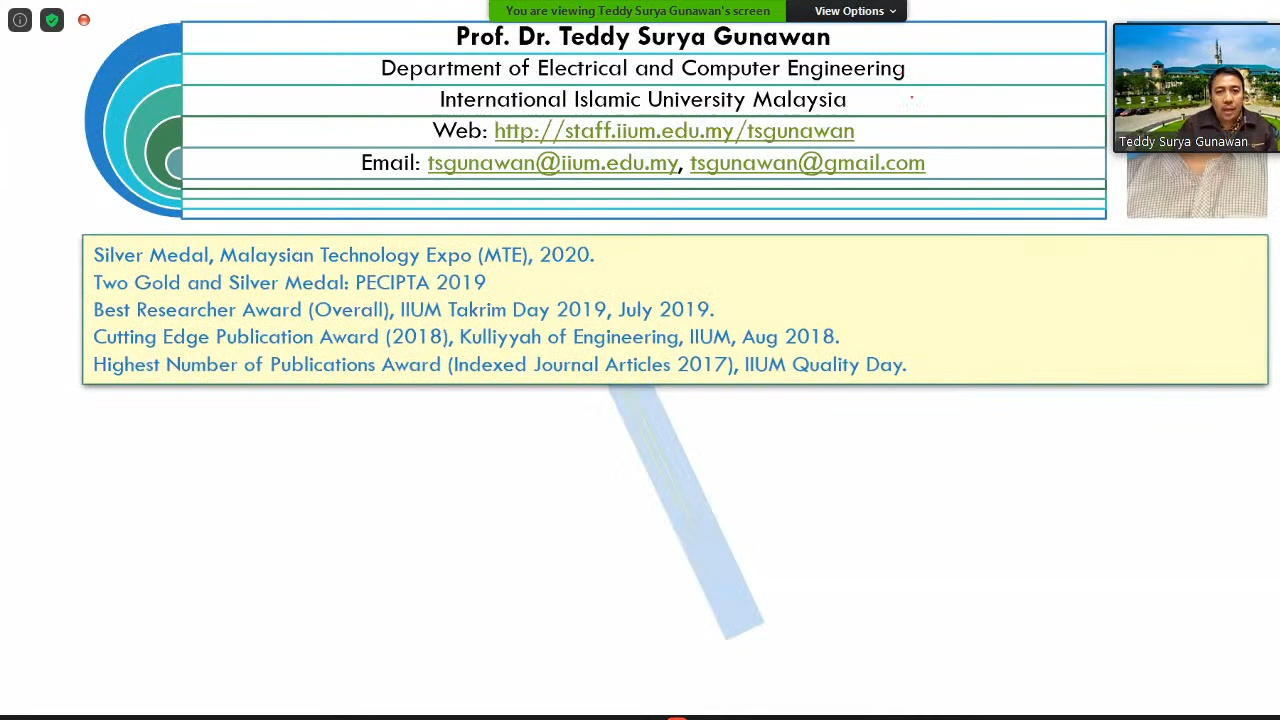 You are viewing Teddy Surya Gunawan's screen
View Options
Prof. Dr. Teddy Surya Gunawan
Department of Electrical and Computer Engineering
International Islamic University Malaysia
Web: http://staff.iium.edu.my/tsgunawan
Email: tsgunawan@iium.edu.my, tsgunawan@gmail.com
Teddy Surya Gunawan
Silver Medal, Malaysian Technology Expo (MTE), 2020.
Two Gold and Silver Medal: PECIPTA 2019
Best Researcher Award (Overall), IIUM Takrim Day 2019, July 2019.
Cutting Edge Publication Award (2018), Kulliyyah of Engineering, IIUM, Aug 2018.
Highest Number of Publications Award (Indexed Journal Articles 2017), IIUM Quality Day.